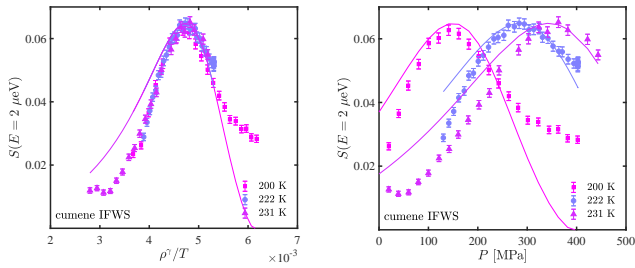 S(E = 2 μeV)
0.06
0.04
0.02
200 K
222 K
231 K
cumene IFWS
2 3 4 5 6 7
ρ^γ/T ×10⁻³
S(E = 2 μeV)
0.06
0.04
0.02
0
200 K
222 K
231 K
cumene IFWS
0 100 200 300 400 500
P [MPa]